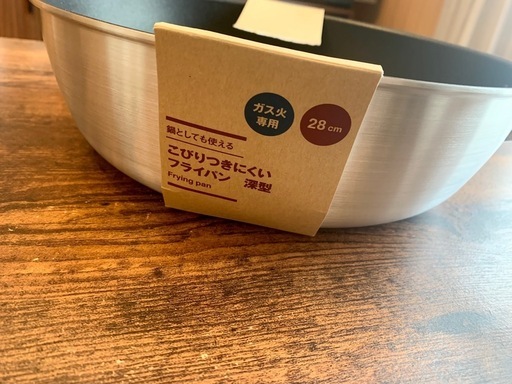 ガス火
専用
28cm
鍋としても使える
こびりつきにくい
フライパン 深型
Frying pan